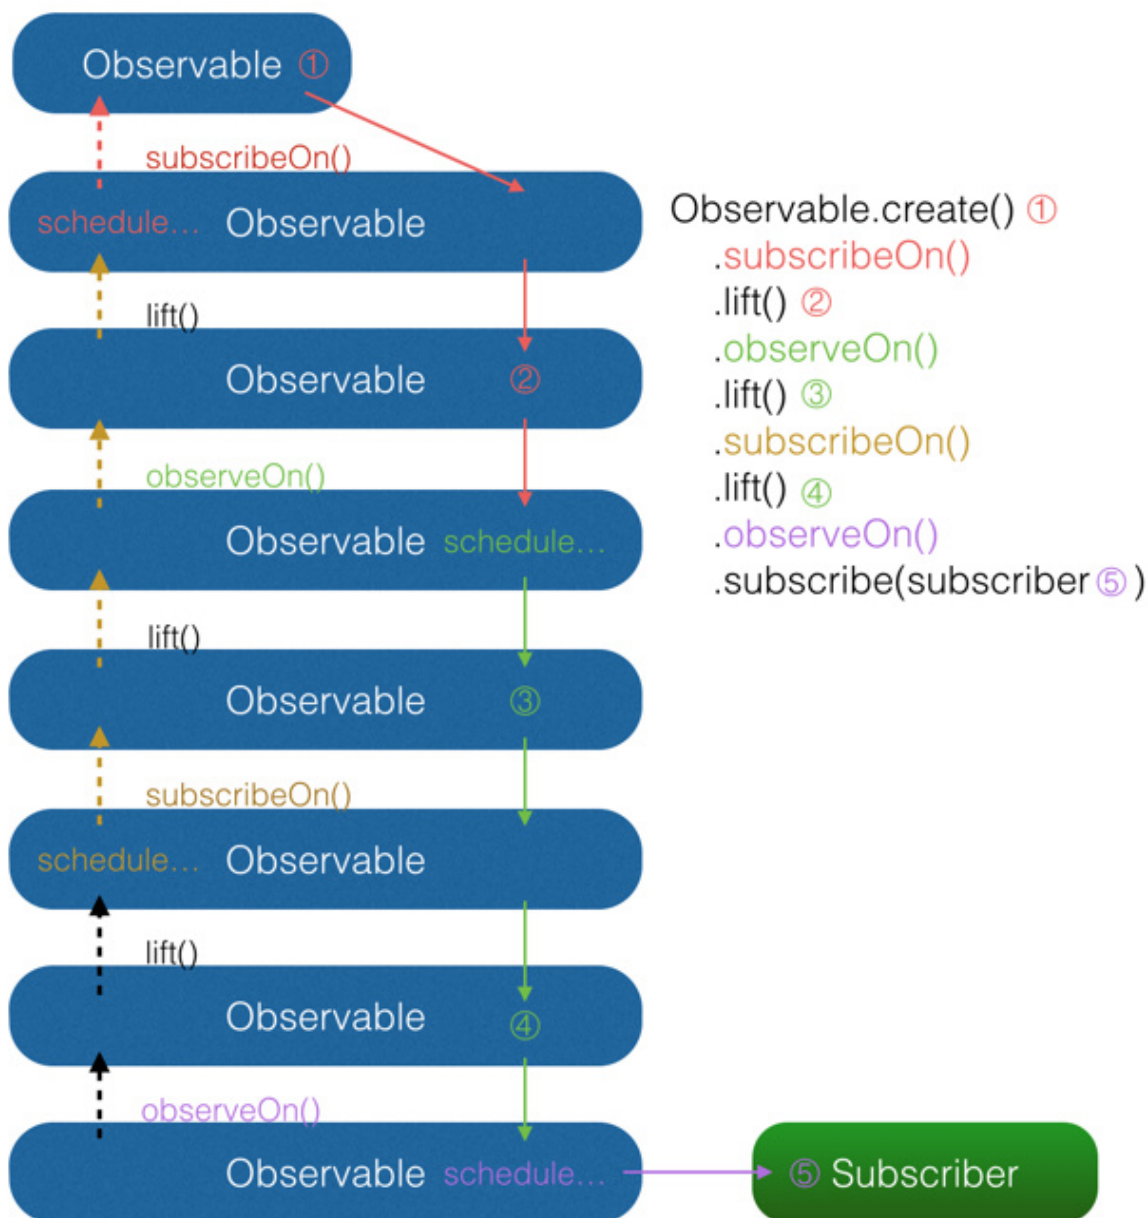 Observable ①
subscribeOn()
schedule... Observable
lift()
Observable ②
observeOn()
Observable schedule...
lift()
Observable ③
subscribeOn()
schedule... Observable
lift()
Observable ④
observeOn()
Observable schedule...
⑤ Subscriber
Observable.create() ①
.subscribeOn()
.lift() ②
.observeOn()
.lift() ③
.subscribeOn()
.lift() ④
.observeOn()
.subscribe(subscriber ⑤ )